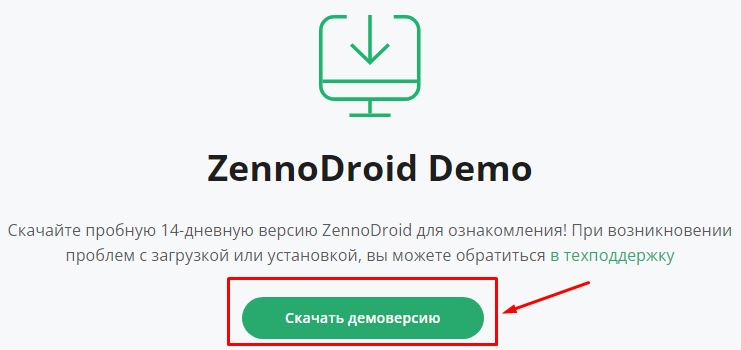 ZennoDroid Demo
Скачайте пробную 14-дневную версию ZennoDroid для ознакомления! При возникновении
проблем с загрузкой или установкой, вы можете обратиться в техподдержку
Скачать демоверсию